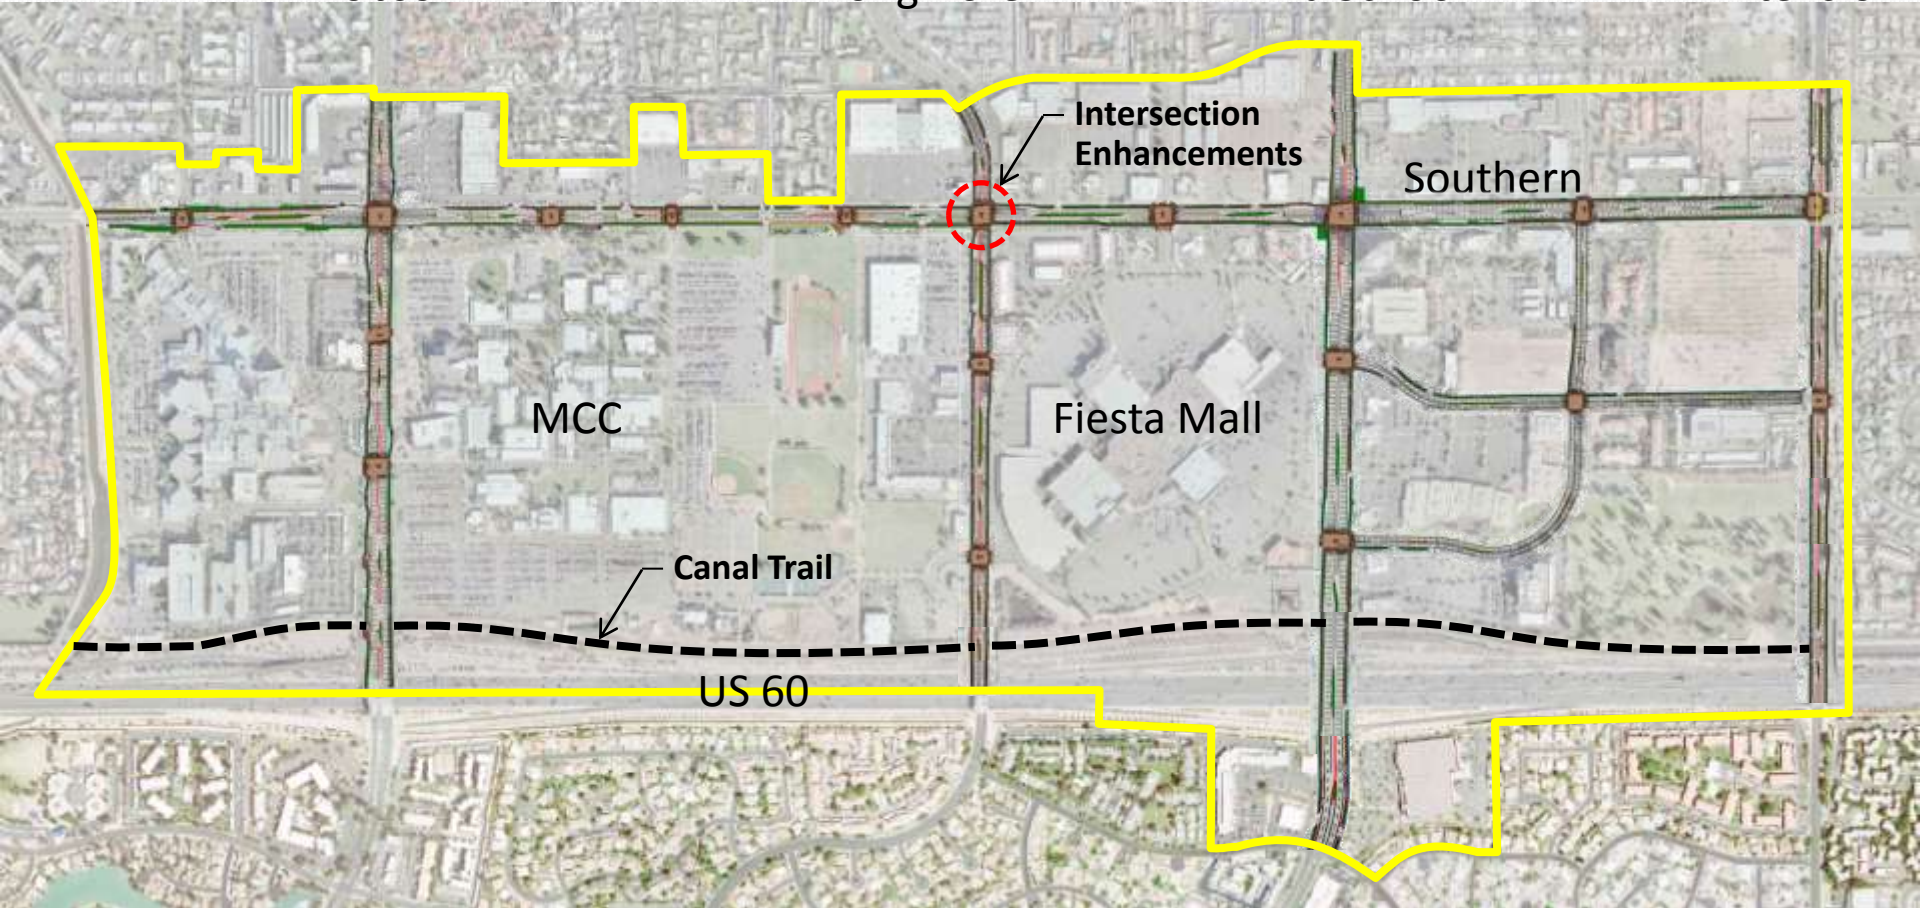 Intersection
Enhancements
Southern
MCC
Fiesta Mall
Canal Trail
US 60